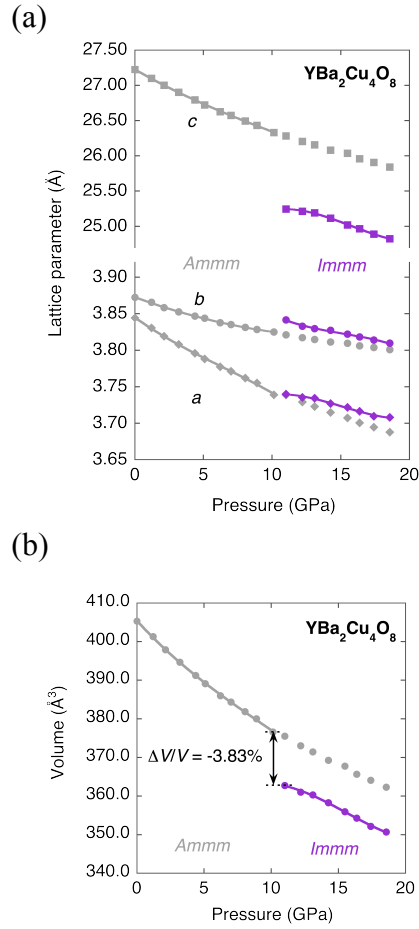 (a)
27.50
27.00
26.50
26.00
25.50
25.00
3.90
3.85
3.80
3.75
3.70
3.65
Lattice parameter (Å)
YBa₂Cu₄O₈
c
Ammm
Immm
b
a
0 5 10 15 20
Pressure (GPa)
(b)
410.0
400.0
390.0
380.0
370.0
360.0
350.0
340.0
Volume (Å³)
YBa₂Cu₄O₈
ΔV/V = -3.83%
Ammm
Immm
0 5 10 15 20
Pressure (GPa)